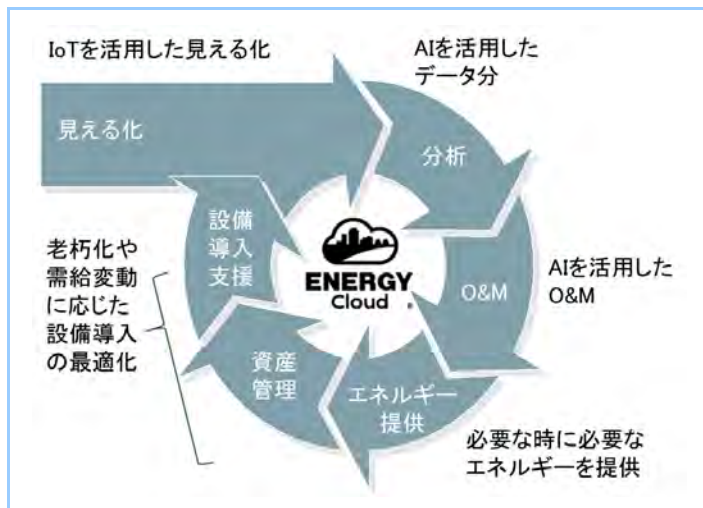 IoTを活用した見える化
AIを活用した
データ分
見える化
分析
設備
導入
支援
ENERGY
Cloud
老朽化や
需給変動
に応じた
設備導入
の最適化
O&M
AIを活用した
O&M
資産
管理
エネルギー
提供
必要な時に必要な
エネルギーを提供